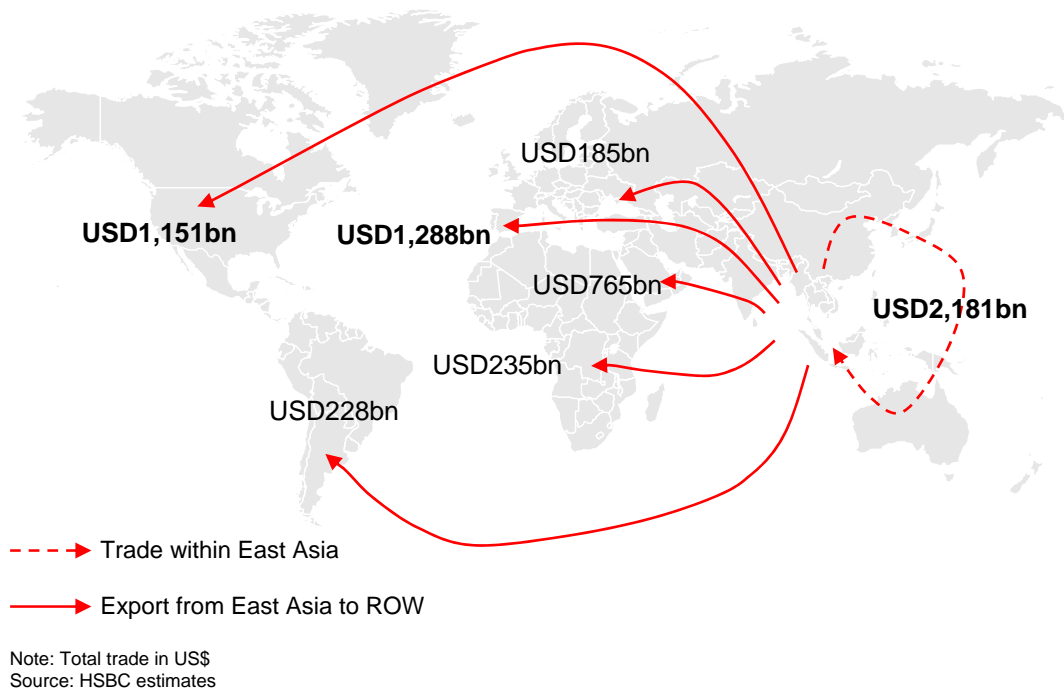 USD185bn
USD1,151bn
USD1,288bn
USD765bn
USD2,181bn
USD235bn
USD228bn
Trade within East Asia
Export from East Asia to ROW
Note: Total trade in US$
Source: HSBC estimates